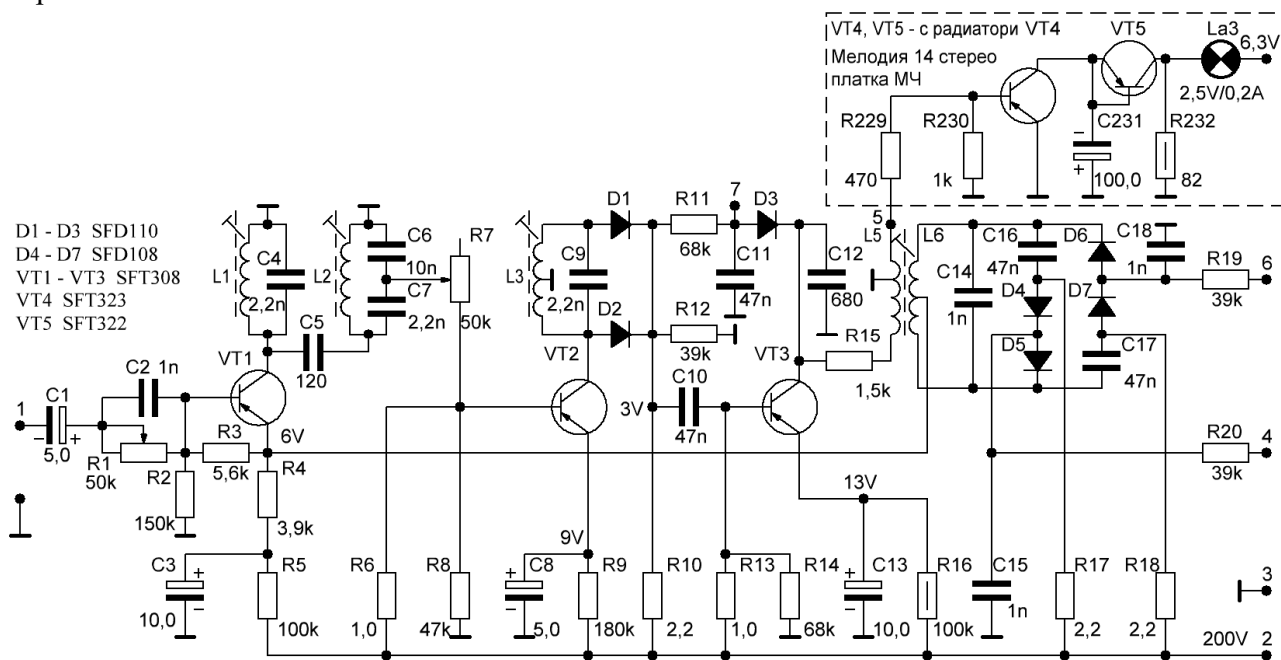 VT4, VT5 - с радиатори VT4
VT5
La3
6,3V
Мелодия 14 стерео
платка МЧ
2,5V/0,2A
R229
R230
C231
R232
470
1k
100,0
82
D1 - D3 SFD110
D4 - D7 SFD108
VT1 - VT3 SFT308
VT4 SFT323
VT5 SFT322
L1
C4
2,2n
L2
C6
10n
C7
2,2n
R7
50k
L3
C9
2,2n
D1
D2
R11
68k
7
D3
C11
47n
C12
680
R12
39k
5
L5
L6
C16
47n
D6
C18
1n
R19
39k
6
C14
1n
D4
D7
D5
C17
47n
R15
1,5k
C5
120
VT1
VT2
VT3
C2
1n
1
C1
5,0
R1
50k
R2
150k
R3
5,6k
6V
R4
3,9k
3V
C10
47n
R20
39k
4
13V
9V
C3
10,0
R5
100k
R6
1,0
R8
47k
C8
5,0
R9
180k
R10
2,2
R13
1,0
R14
68k
C13
10,0
R16
100k
C15
1n
R17
2,2
R18
2,2
3
200V
2